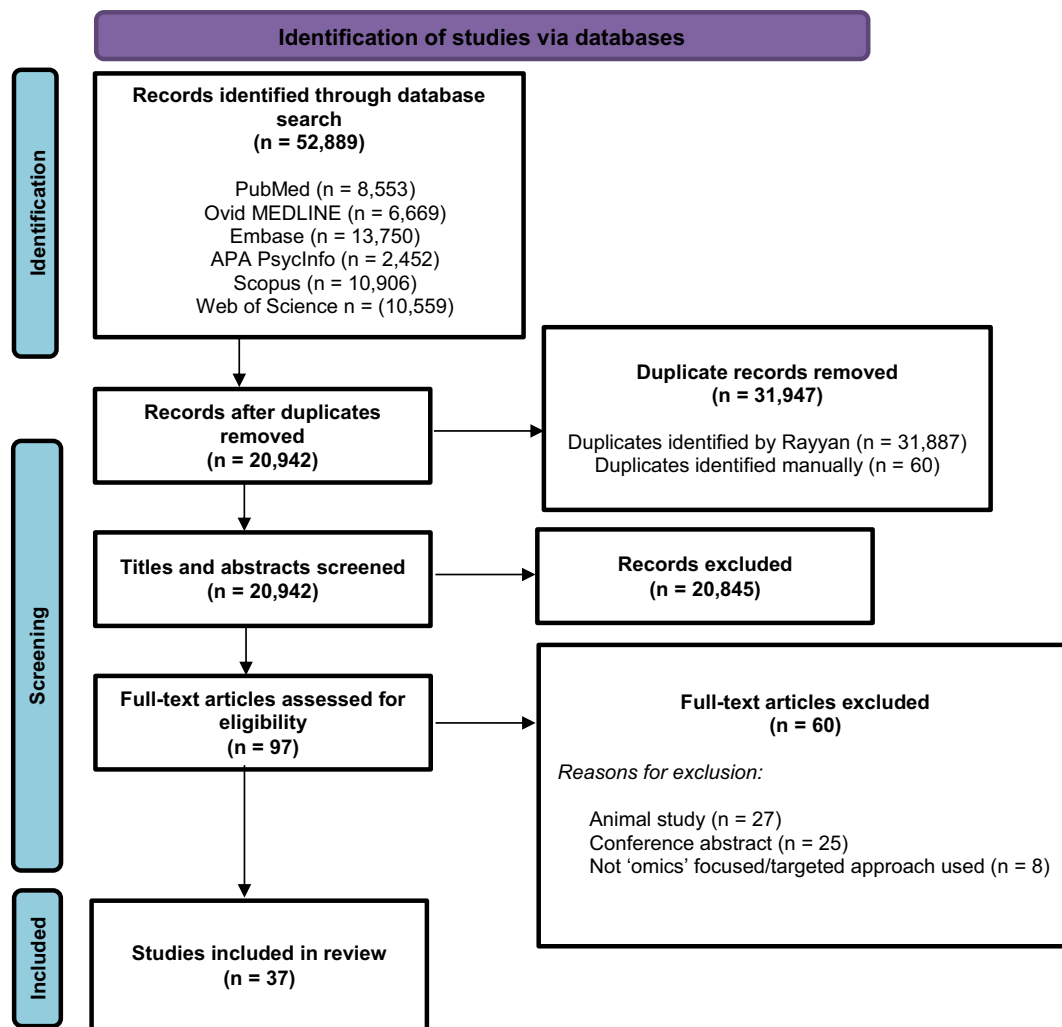 Identification of studies via databases
Identification
Records identified through database
search
(n = 52,889)
PubMed (n = 8,553)
Ovid MEDLINE (n = 6,669)
Embase (n = 13,750)
APA PsycInfo (n = 2,452)
Scopus (n = 10,906)
Web of Science n = (10,559)
Duplicate records removed
(n = 31,947)
Duplicates identified by Rayyan (n = 31,887)
Duplicates identified manually (n = 60)
Records after duplicates
removed
(n = 20,942)
Screening
Titles and abstracts screened
(n = 20,942)
Records excluded
(n = 20,845)
Full-text articles assessed for
eligibility
(n = 97)
Full-text articles excluded
(n = 60)
Reasons for exclusion:
Animal study (n = 27)
Conference abstract (n = 25)
Not ‘omics’ focused/targeted approach used (n = 8)
Included
Studies included in review
(n = 37)